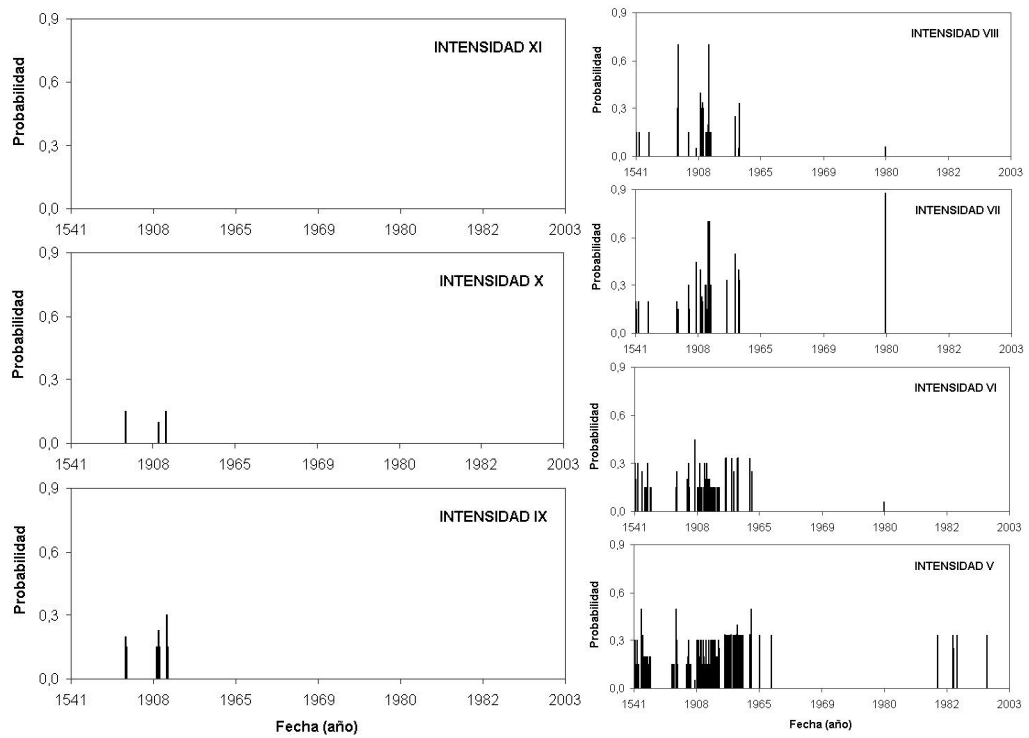 INTENSIDAD XI
Probabilidad
0,9
0,6
0,3
0,0
1541 1908 1965 1969 1980 1982 2003
INTENSIDAD X
Probabilidad
0,9
0,6
0,3
0,0
1541 1908 1965 1969 1980 1982 2003
INTENSIDAD IX
Probabilidad
0,9
0,6
0,3
0,0
1541 1908 1965 1969 1980 1982 2003
Fecha (año)
INTENSIDAD VIII
Probabilidad
0,9
0,6
0,3
0,0
1541 1908 1965 1969 1980 1982 2003
INTENSIDAD VII
Probabilidad
0,9
0,6
0,3
0,0
1541 1908 1965 1969 1980 1982 2003
INTENSIDAD VI
Probabilidad
0,9
0,6
0,3
0,0
1541 1908 1965 1969 1980 1982 2003
INTENSIDAD V
Probabilidad
0,9
0,6
0,3
0,0
1541 1908 1965 1969 1980 1982 2003
Fecha (año)